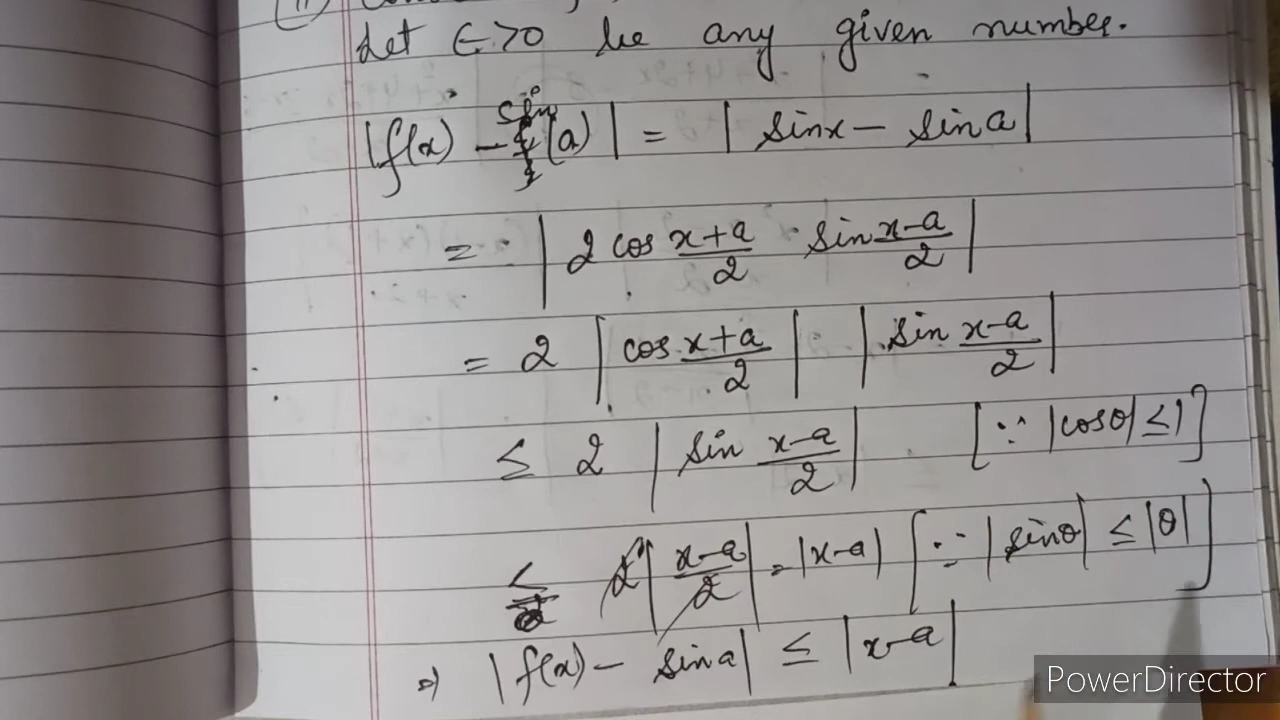 Let ∈ >0 be any given number.
|f(x) - sin(a)| = | sinx - sin a|
= | 2 cos x+a/2 . sin x-a/2 |
= 2 | cos x+a/2 | | sin x-a/2 |
≤ 2 | sin x-a/2 | [∵ |cosθ| ≤ 1]
≤ 2 | x-a/2 | = |x-a| [∵ |sinθ| ≤ |θ|]
⇒ |f(x) - sin a| ≤ |x-a|
PowerDirector